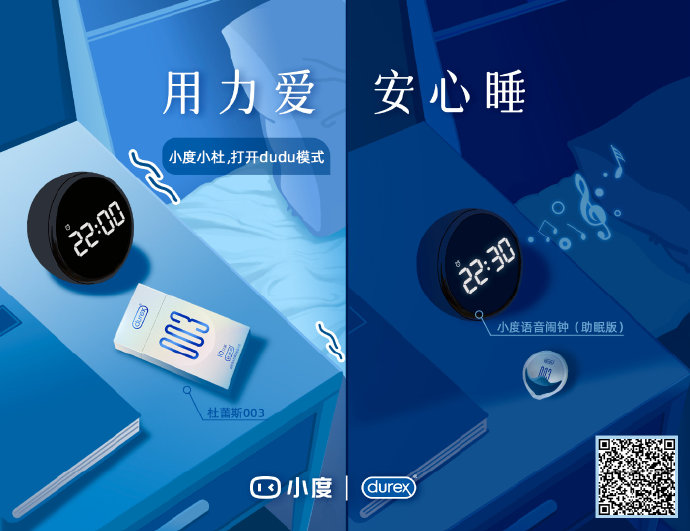 用力爱 安心睡
小度小杜,打开dudu模式
22:00
durex
003
杜蕾斯003
22:30
小度语音闹钟（助眠版）
003
小度 | durex